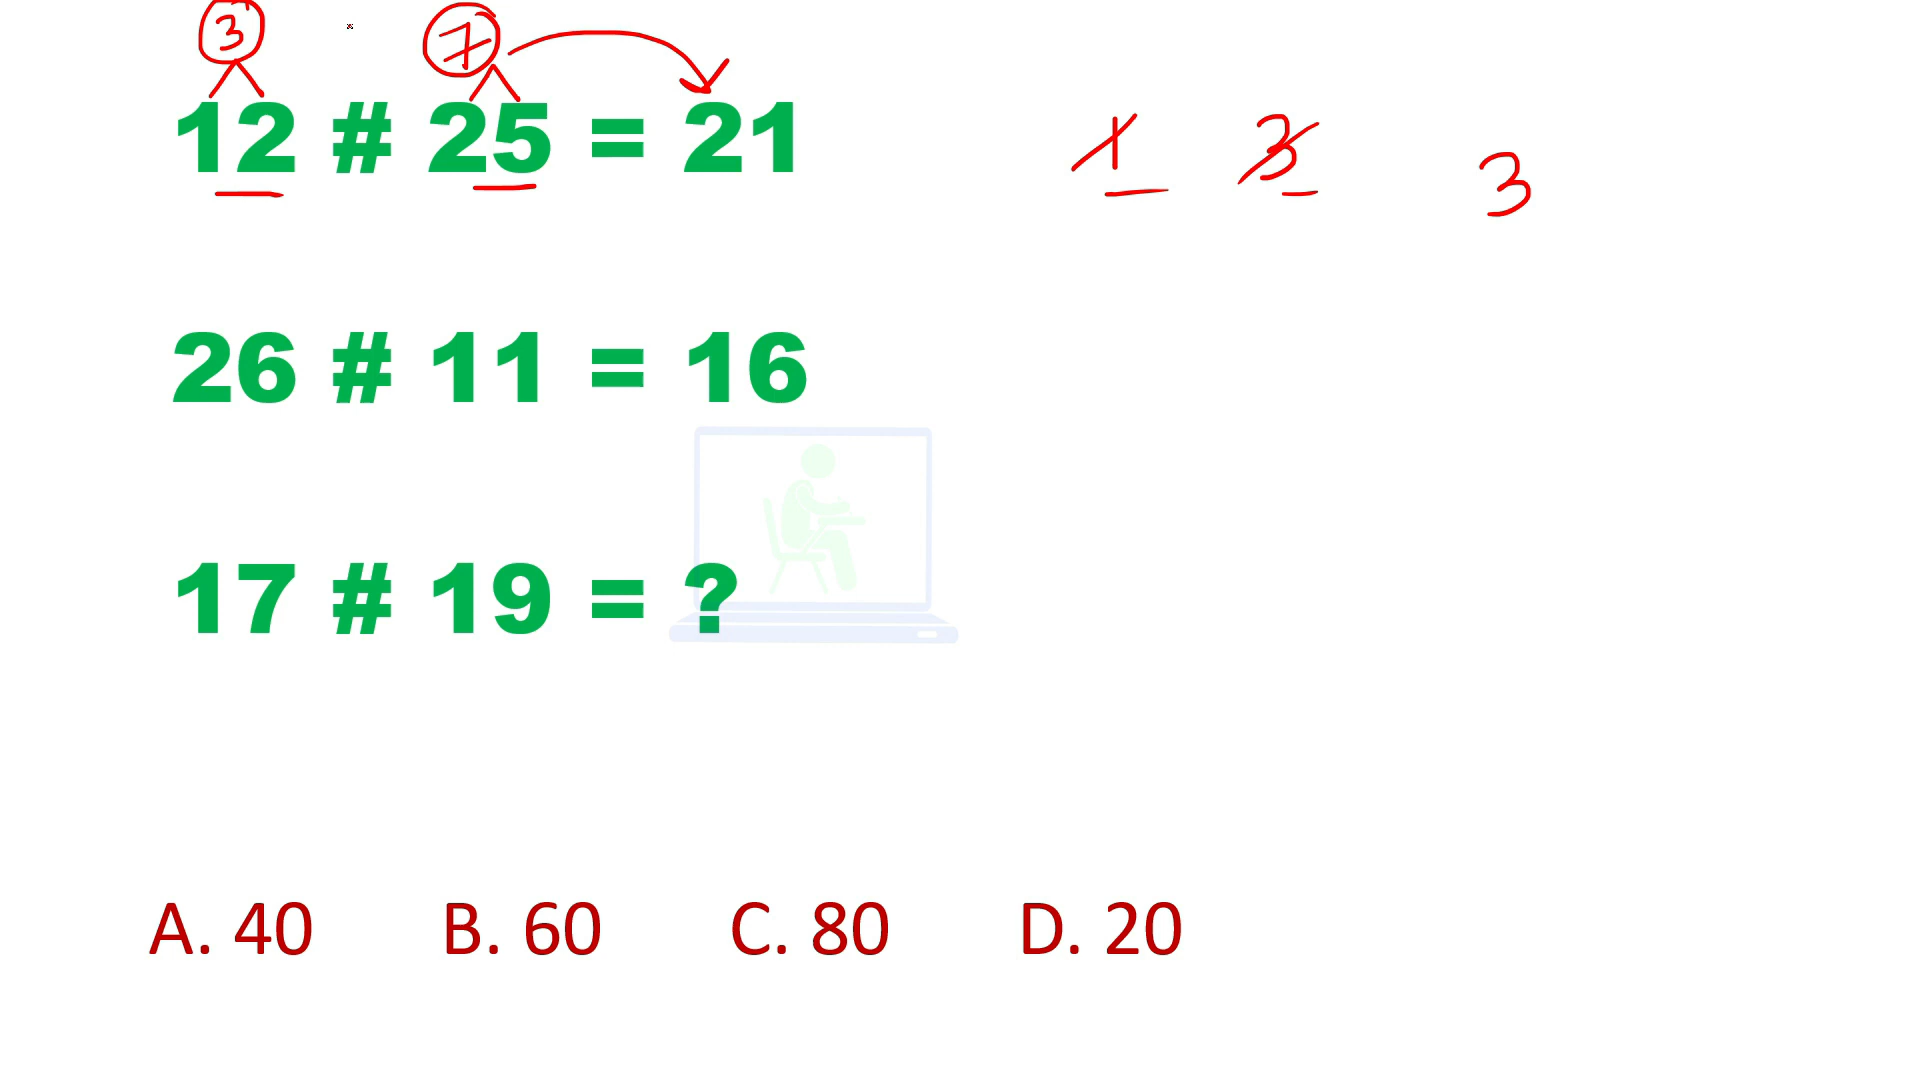 3 7
12 # 25 = 21 1 3 3
26 # 11 = 16
17 # 19 = ?
A. 40 B. 60 C. 80 D. 20